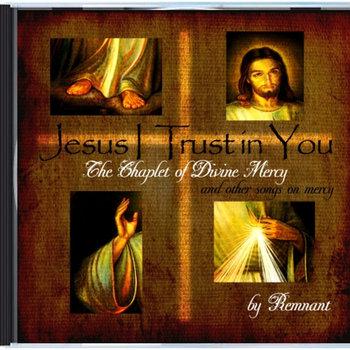 Jesus I Trust in You
The Chaplet of Divine Mercy
and other songs on mercy
by Remnant